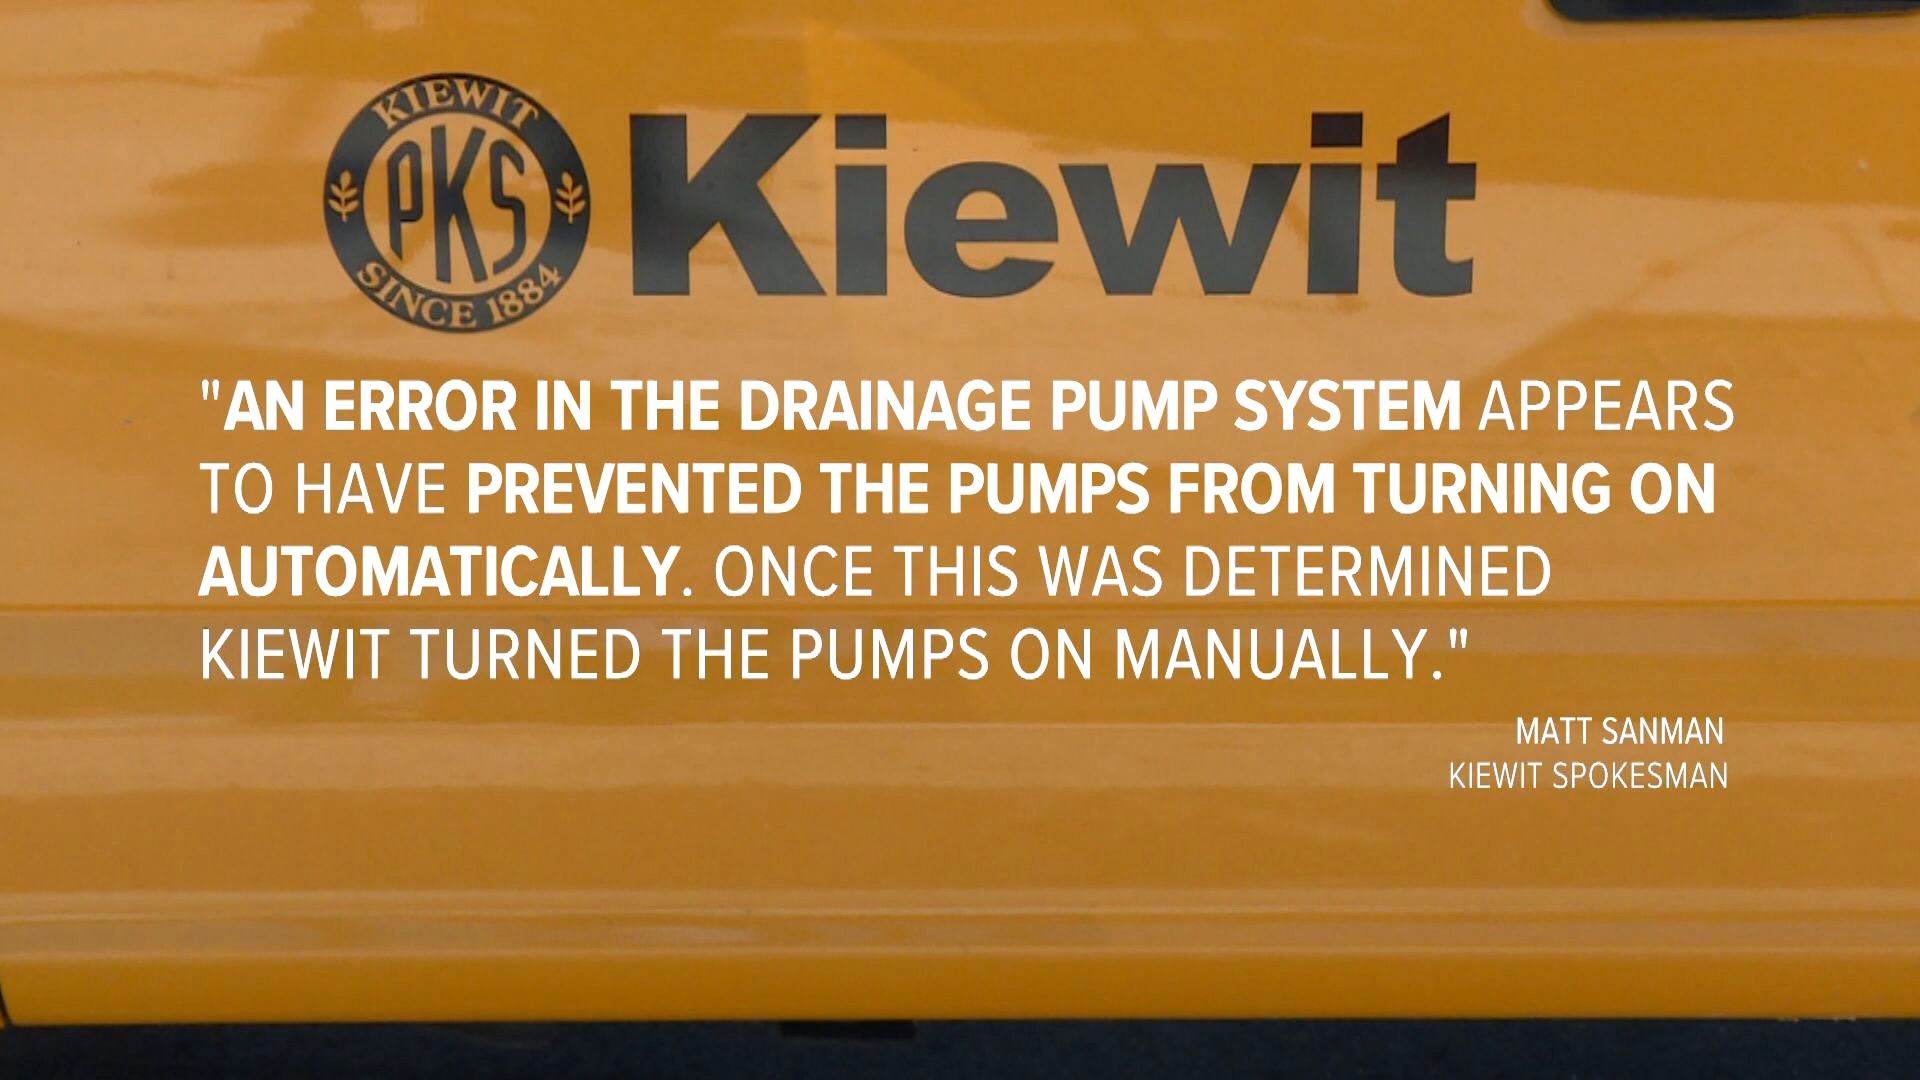 KIEWIT
PKS
SINCE 1884
Kiewit
"AN ERROR IN THE DRAINAGE PUMP SYSTEM APPEARS
TO HAVE PREVENTED THE PUMPS FROM TURNING ON
AUTOMATICALLY. ONCE THIS WAS DETERMINED
KIEWIT TURNED THE PUMPS ON MANUALLY."
MATT SANMAN
KIEWIT SPOKESMAN